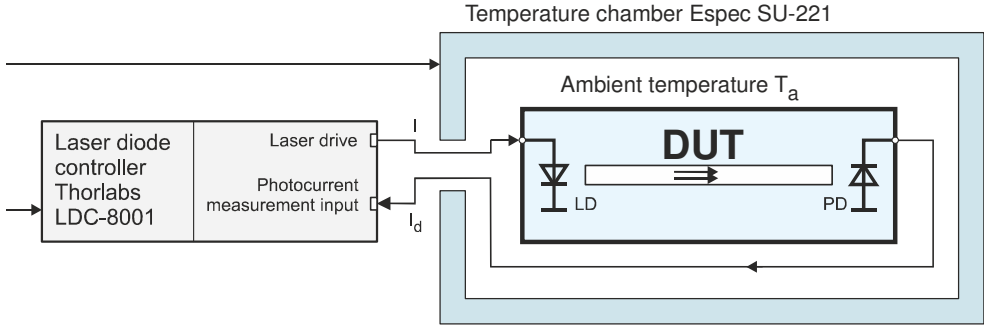 Temperature chamber Espec SU-221
Ambient temperature Ta
Laser diode
controller
Thorlabs
LDC-8001
Laser drive
Photocurrent
measurement input
I
Id
DUT
LD
PD